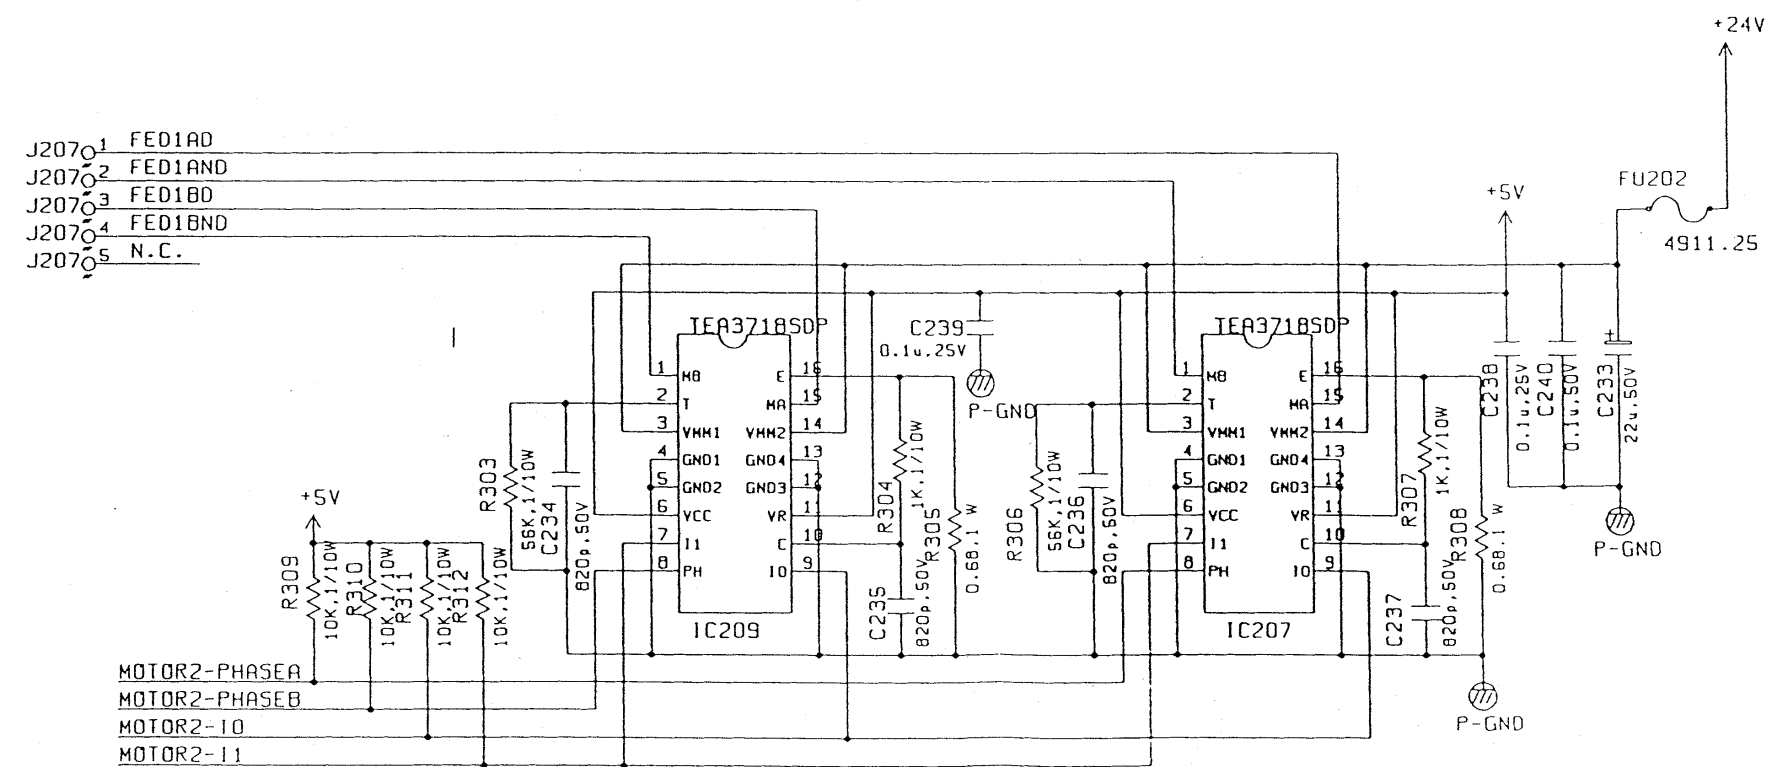 +24V
J207 1 FED1AD
J207 2 FED1AND
J207 3 FED1BD
J207 4 FED1BND
J207 5 N.C.
FU202
4911.25
+5V
TEA3718SDP
1 MB
2 T
3 VMM1
4 GND1
5 GND2
6 VCC
7 I1
8 PH
E 16
MA 15
VMM2 14
GND4 13
GND3 12
VR 11
C 10
IO 9
IC209
C239
0.1u,25V
P-GND
TEA3718SDP
1 MB
2 T
3 VMM1
4 GND1
5 GND2
6 VCC
7 I1
8 PH
E 16
MA 15
VMM2 14
GND4 13
GND3 12
VR 11
C 10
IO 9
IC207
R303
56K,1/10W
C234
820p,50V
R304
1K,1/10W
R305
0.68,1 W
C235
820p,50V
R306
56K,1/10W
C236
820p,50V
R307
1K,1/10W
R308
0.68,1 W
C237
820p,50V
C238
0.1u,25V
C240
0.1u,50V
+
C233
22u,50V
P-GND
P-GND
+5V
R309
10K,1/10W
R310
10K,1/10W
R311
10K,1/10W
R312
10K,1/10W
MOTOR2-PHASEA
MOTOR2-PHASEB
MOTOR2-IO
MOTOR2-I1